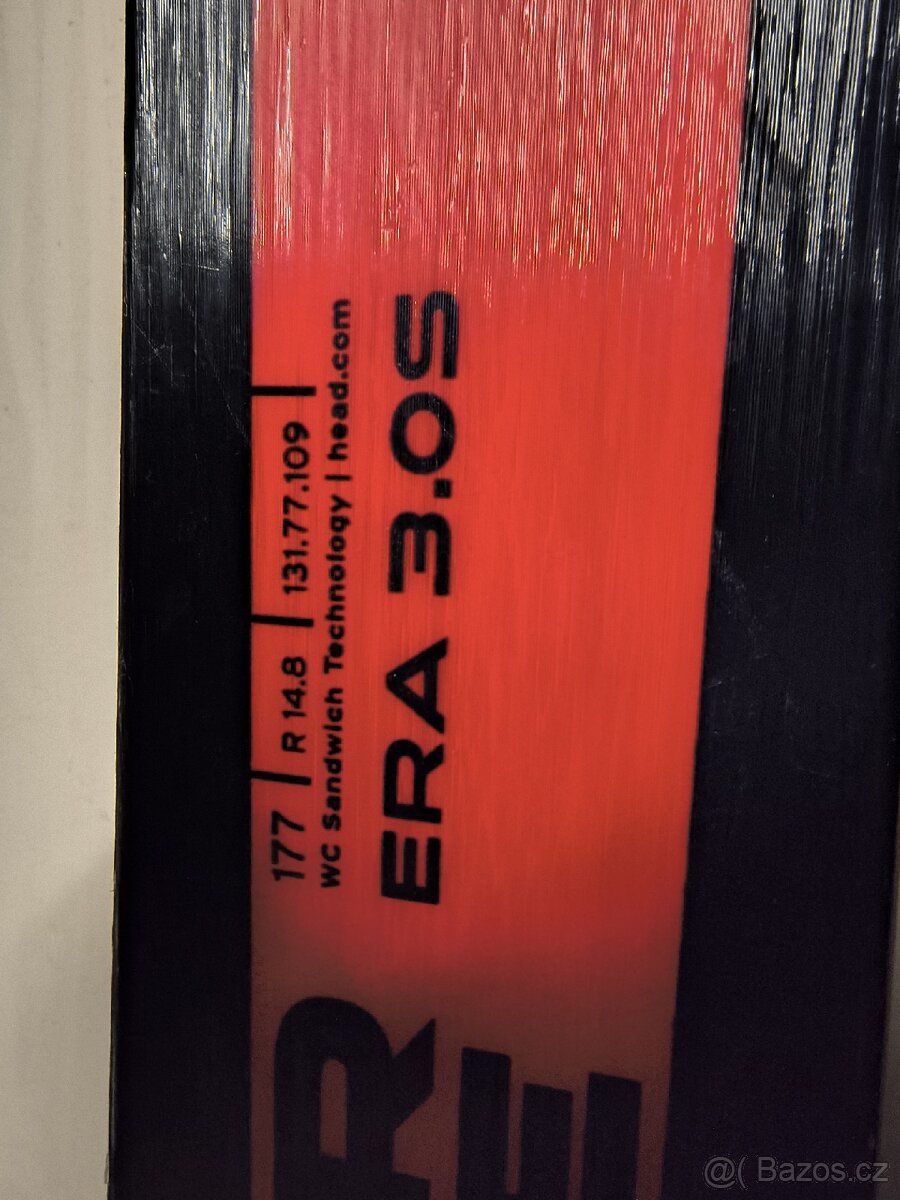 177 | R 14.8 | 131.77.109
WC Sandwich Technology | head.com
ERA 3.0S
@( Bazos.cz